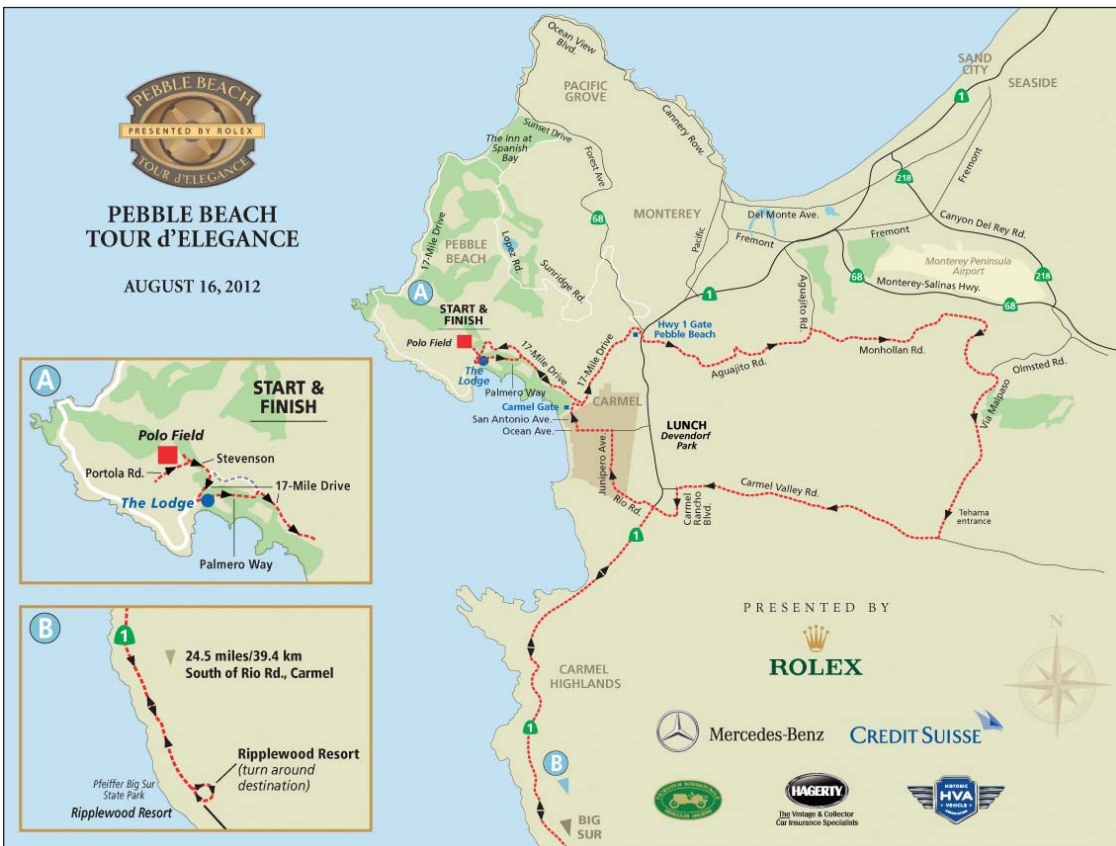 PEBBLE BEACH
PRESENTED BY ROLEX
TOUR d'ELEGANCE
PEBBLE BEACH
TOUR d'ELEGANCE
AUGUST 16, 2012
Ocean View
Blvd.
PACIFIC
GROVE
SAND
CITY
SEASIDE
1
Sunset Drive
The Inn at
Spanish
Bay
Cannery Row.
Forest Ave
Fremont
218
68
MONTEREY
Del Monte Ave.
Pacific
Fremont
Fremont
Canyon Del Rey Rd.
17-Mile Drive
PEBBLE
BEACH
Lopez Rd.
Sunridge Rd.
Monterey Peninsula
Airport
68
Monterey-Salinas Hwy.
218
68
1
Aguajito Rd.
A
START &
FINISH
Polo Field
The
Lodge
17-Mile Drive
Palmero Way
17-Mile Drive
Hwy 1 Gate
Pebble Beach
Aguajito Rd.
Monhollan Rd.
Olmsted Rd.
Via Malpaso
Carmel Gate
CARMEL
San Antonio Ave.
Ocean Ave.
LUNCH
Devendorf
Park
Junipero Ave.
Rio Rd.
Carmel
Rancho
Blvd.
Carmel Valley Rd.
Tehama
entrance
1
A
START &
FINISH
Polo Field
Stevenson
Portola Rd.
17-Mile Drive
The Lodge
Palmero Way
B
1
24.5 miles/39.4 km
South of Rio Rd., Carmel
Ripplewood Resort
(turn around
destination)
Pfeiffer Big Sur
State Park
Ripplewood Resort
CARMEL
HIGHLANDS
1
B
BIG
SUR
PRESENTED BY
ROLEX
N
Mercedes-Benz
CREDIT SUISSE
HAGERTY
The Vintage & Collector
Car Insurance Specialists
HISTORIC
HVA
VEHICLE
ASSOCIATION